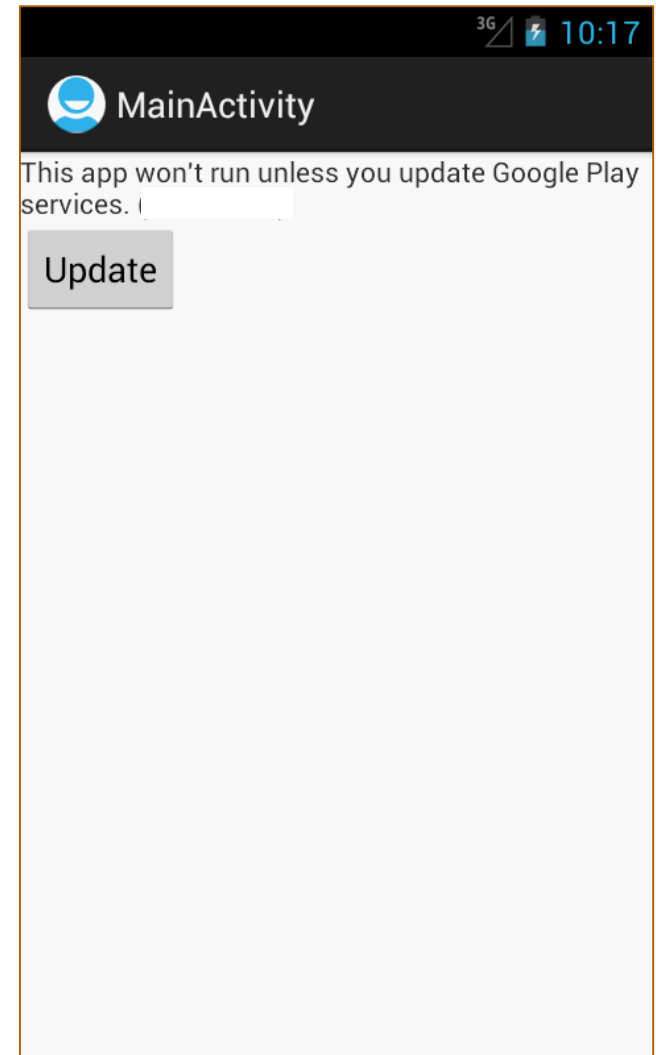 3G 10:17
MainActivity
This app won't run unless you update Google Play
services. (
Update